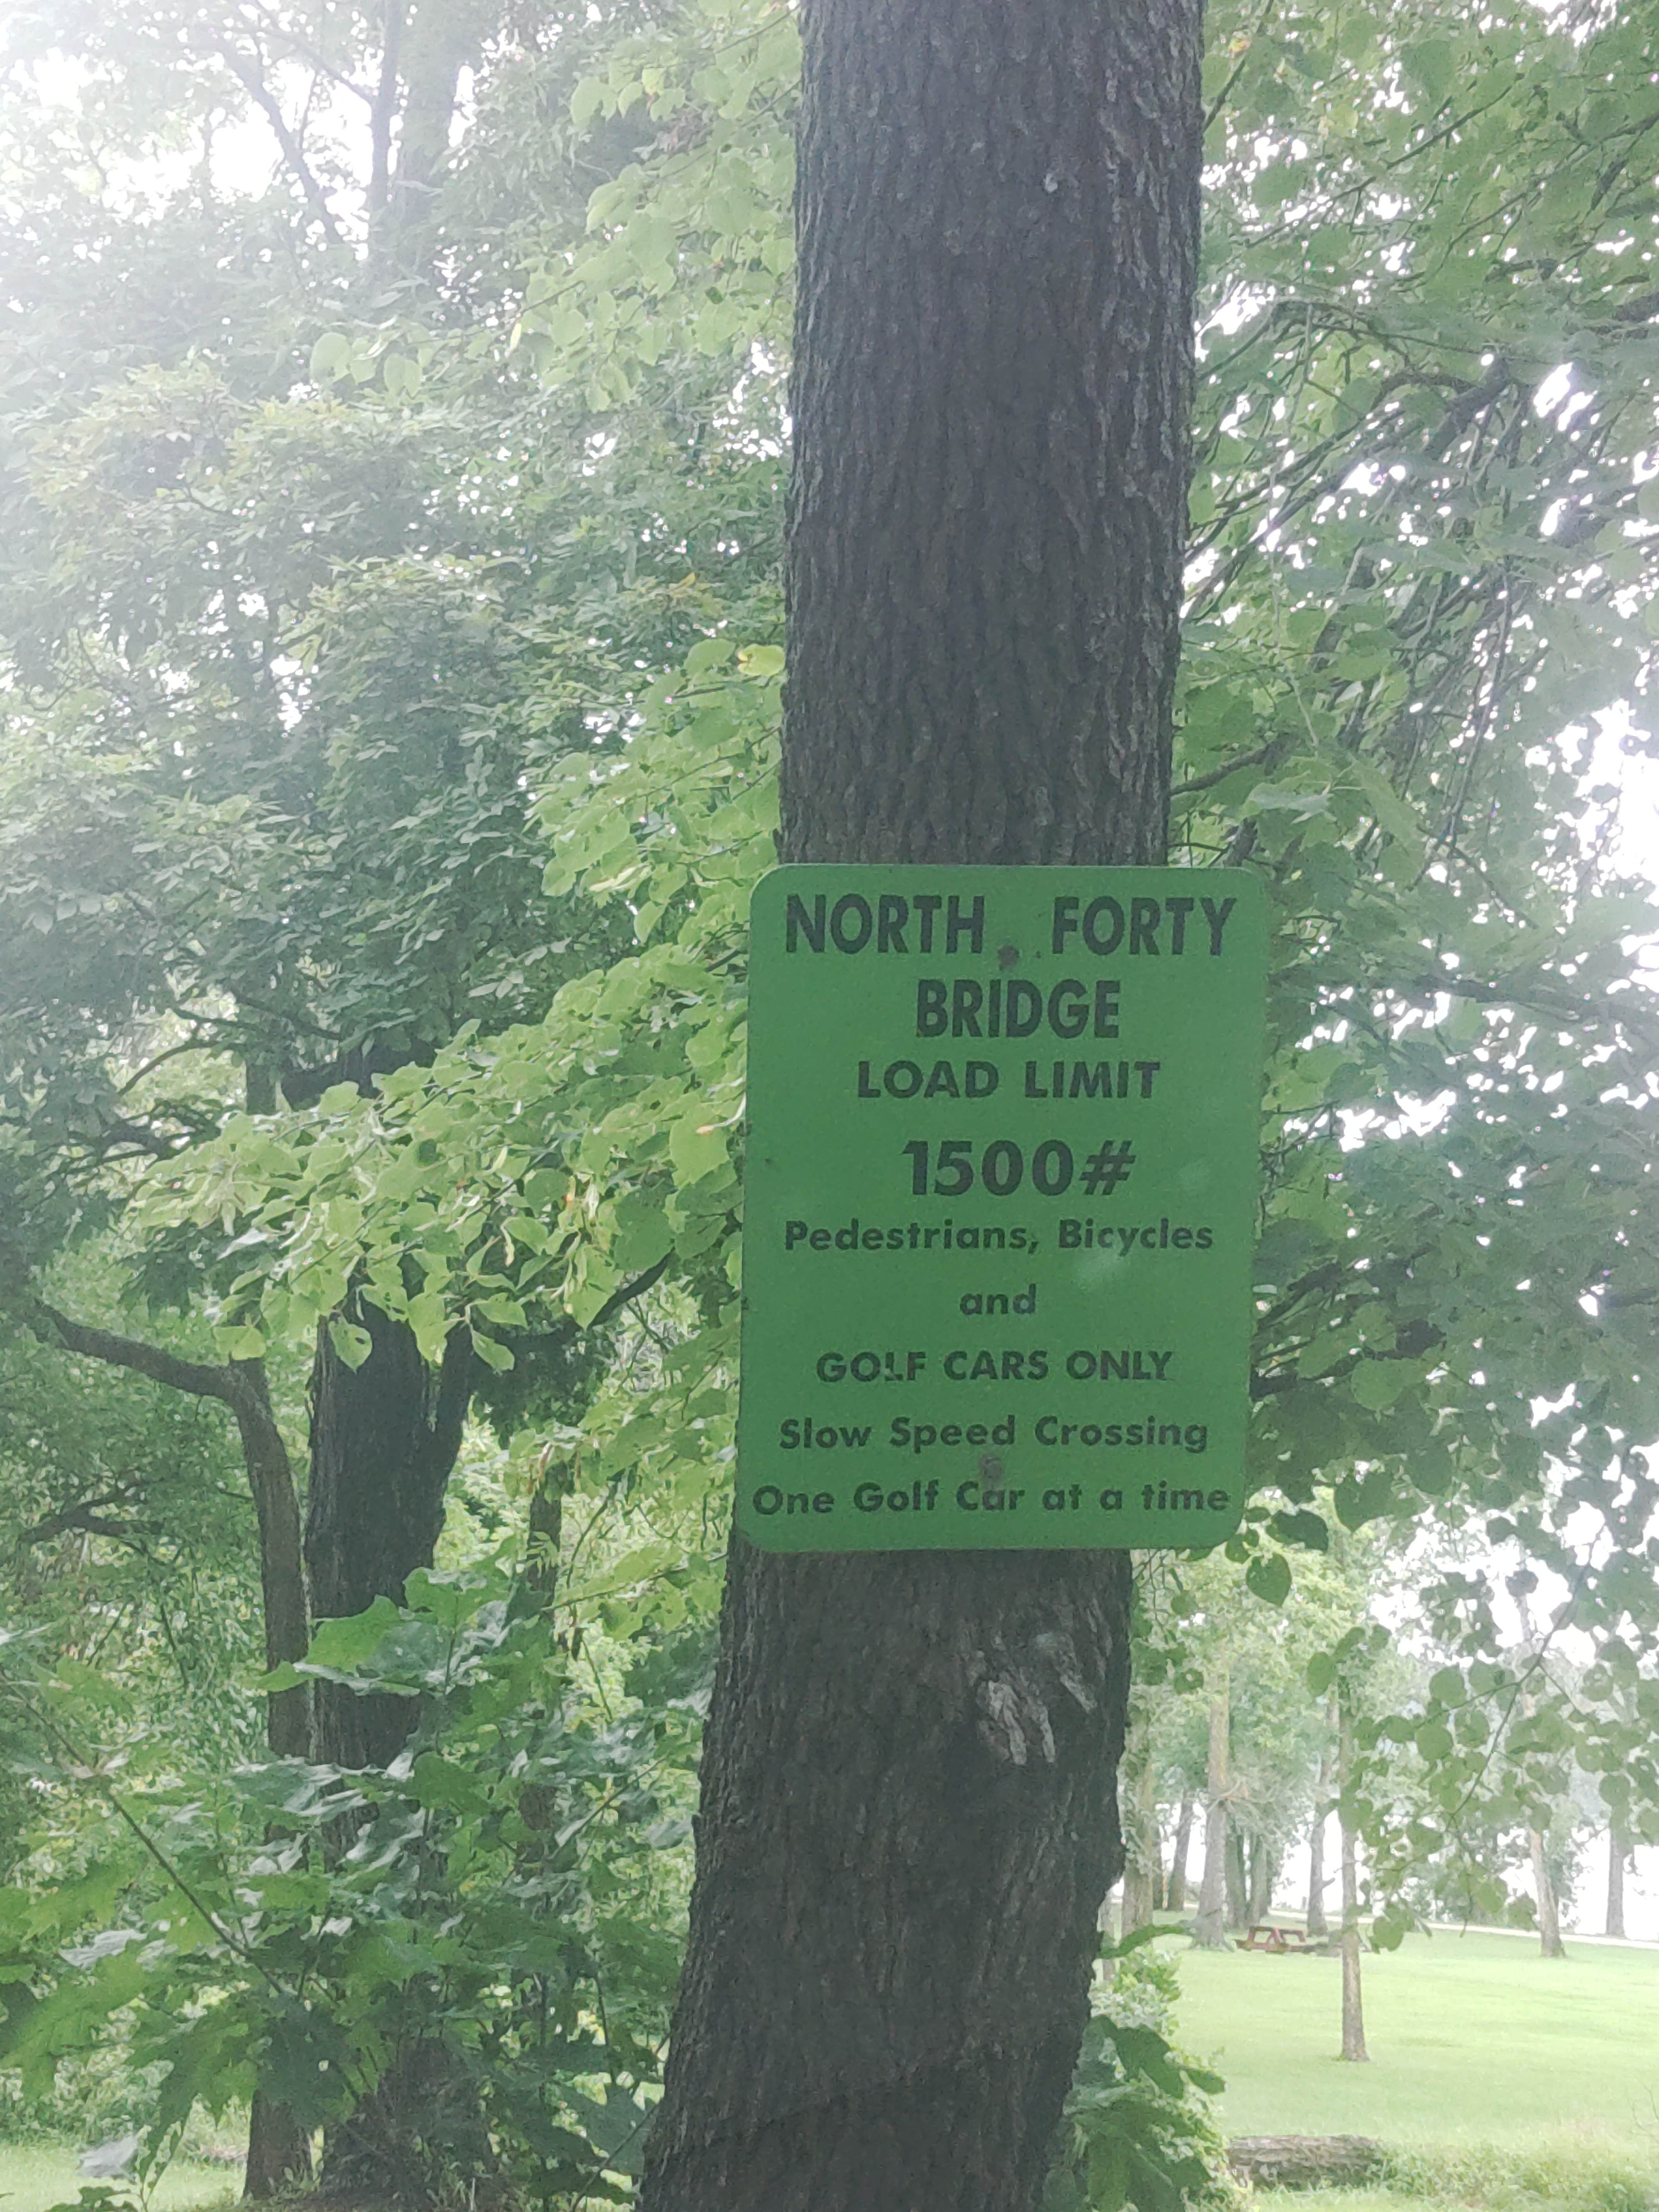 NORTH FORTY
BRIDGE
LOAD LIMIT
1500#
Pedestrians, Bicycles
and
GOLF CARS ONLY
Slow Speed Crossing
One Golf Car at a time